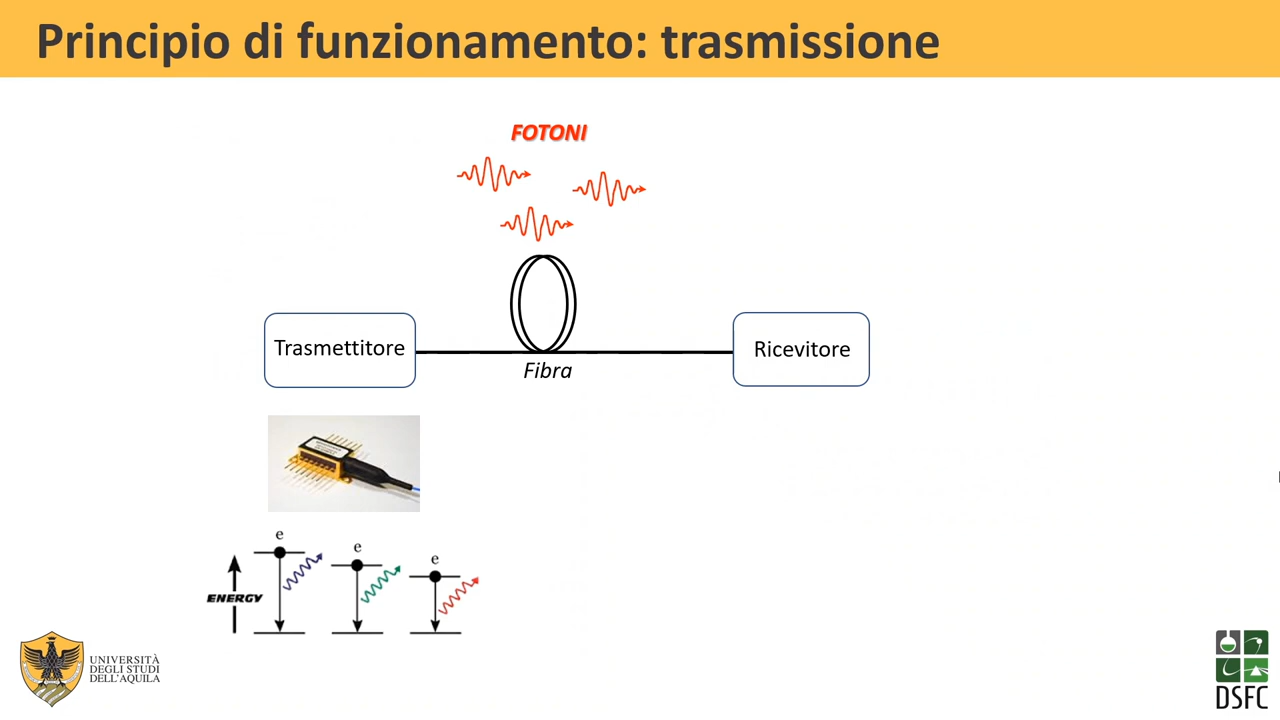 Principio di funzionamento: trasmissione
FOTONI
Trasmettitore
Ricevitore
Fibra
e
e
e
ENERGY
UNIVERSITÀ
DEGLI STUDI
DELL'AQUILA
DSFC